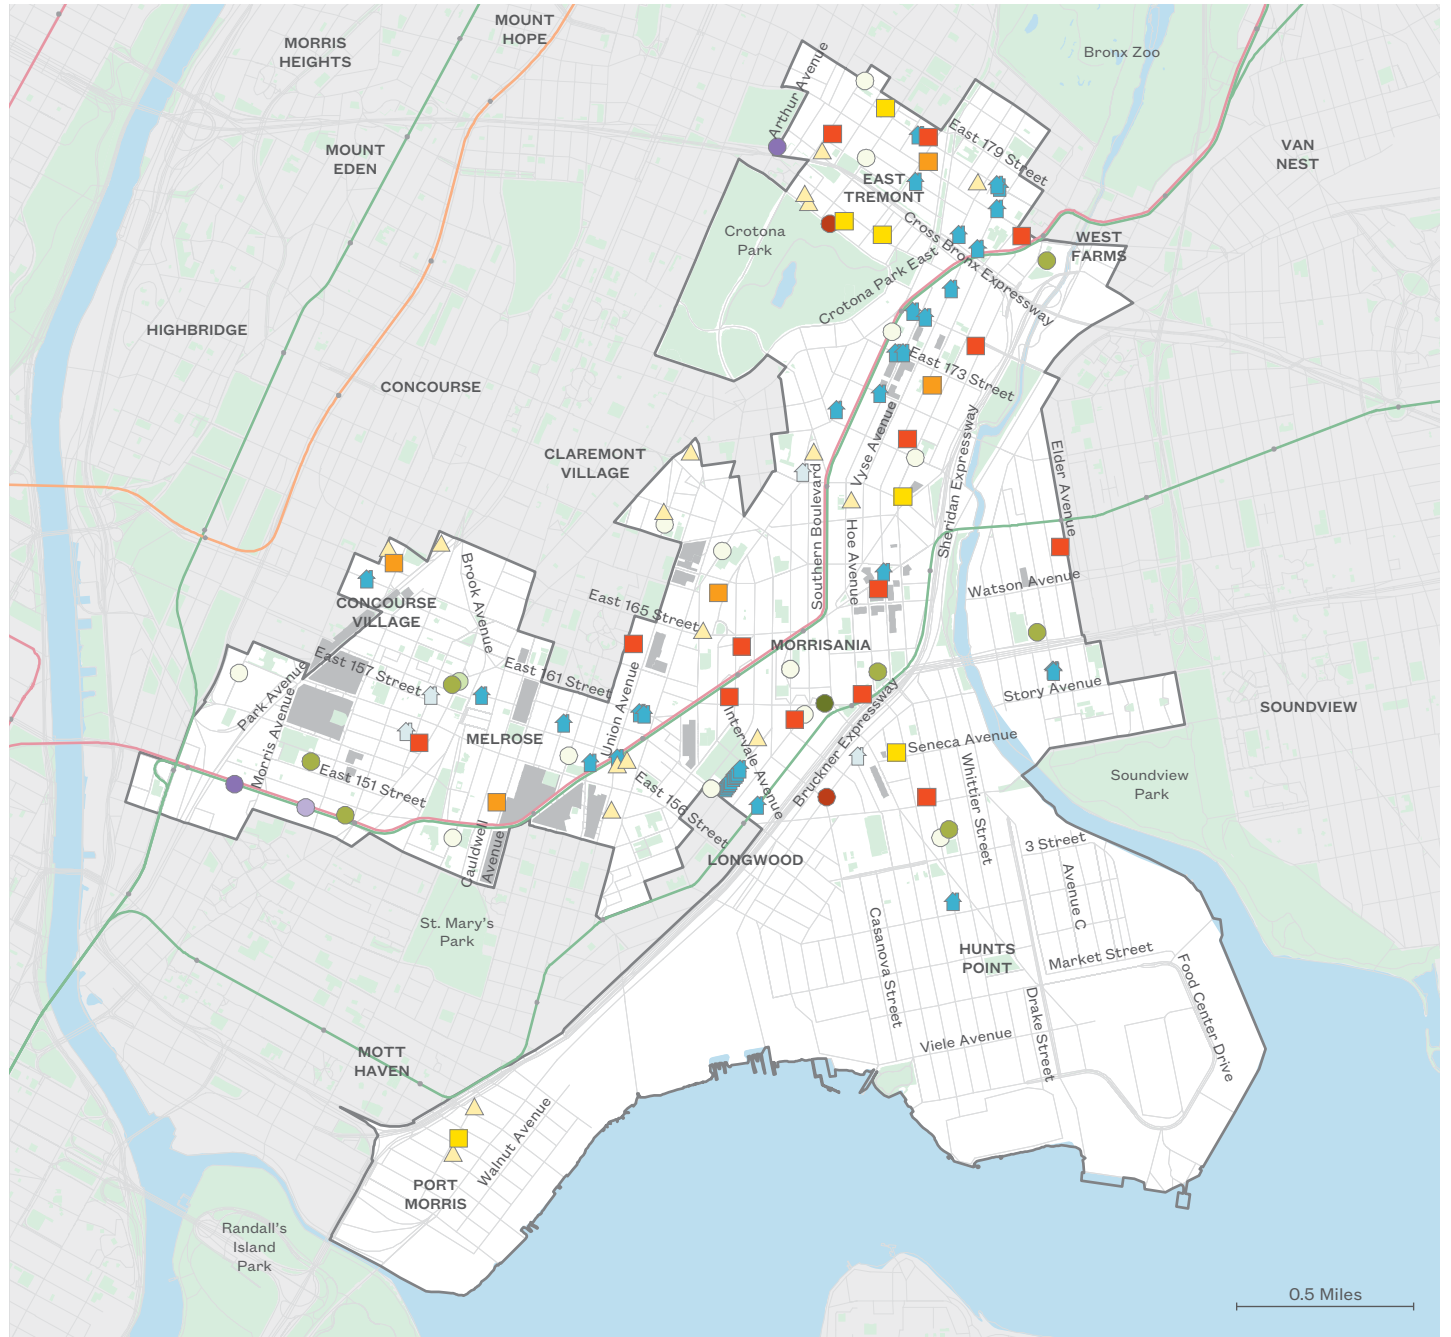 MOUNT
HOPE
MORRIS
HEIGHTS
Bronx Zoo
Arthur Avenue
East 179 Street
MOUNT
EDEN
VAN
NEST
EAST
TREMONT
Crotona
Park
Cross Bronx Expressway
WEST
FARMS
Crotona Park East
HIGHBRIDGE
East 173 Street
CONCOURSE
Vyse Avenue
CLAREMONT
VILLAGE
Sheridan Expressway
Elder Avenue
Southern Boulevard
Hoe Avenue
Brook Avenue
Watson Avenue
CONCOURSE
VILLAGE
East 165 Street
MORRISANIA
East 157 Street
East 161 Street
Park Avenue
Morris Avenue
Union Avenue
Story Avenue
SOUNDVIEW
MELROSE
Intervale Avenue
Bruckner Expressway
Seneca Avenue
East 151 Street
East 156 Street
Whittier Street
Soundview
Park
Cauldwell
Avenue
LONGWOOD
3 Street
Avenue C
St. Mary's
Park
Casanova Street
HUNTS
POINT
Market Street
Food Center Drive
Drake Street
Viele Avenue
MOTT
HAVEN
Walnut Avenue
PORT
MORRIS
Randall's
Island
Park
0.5 Miles